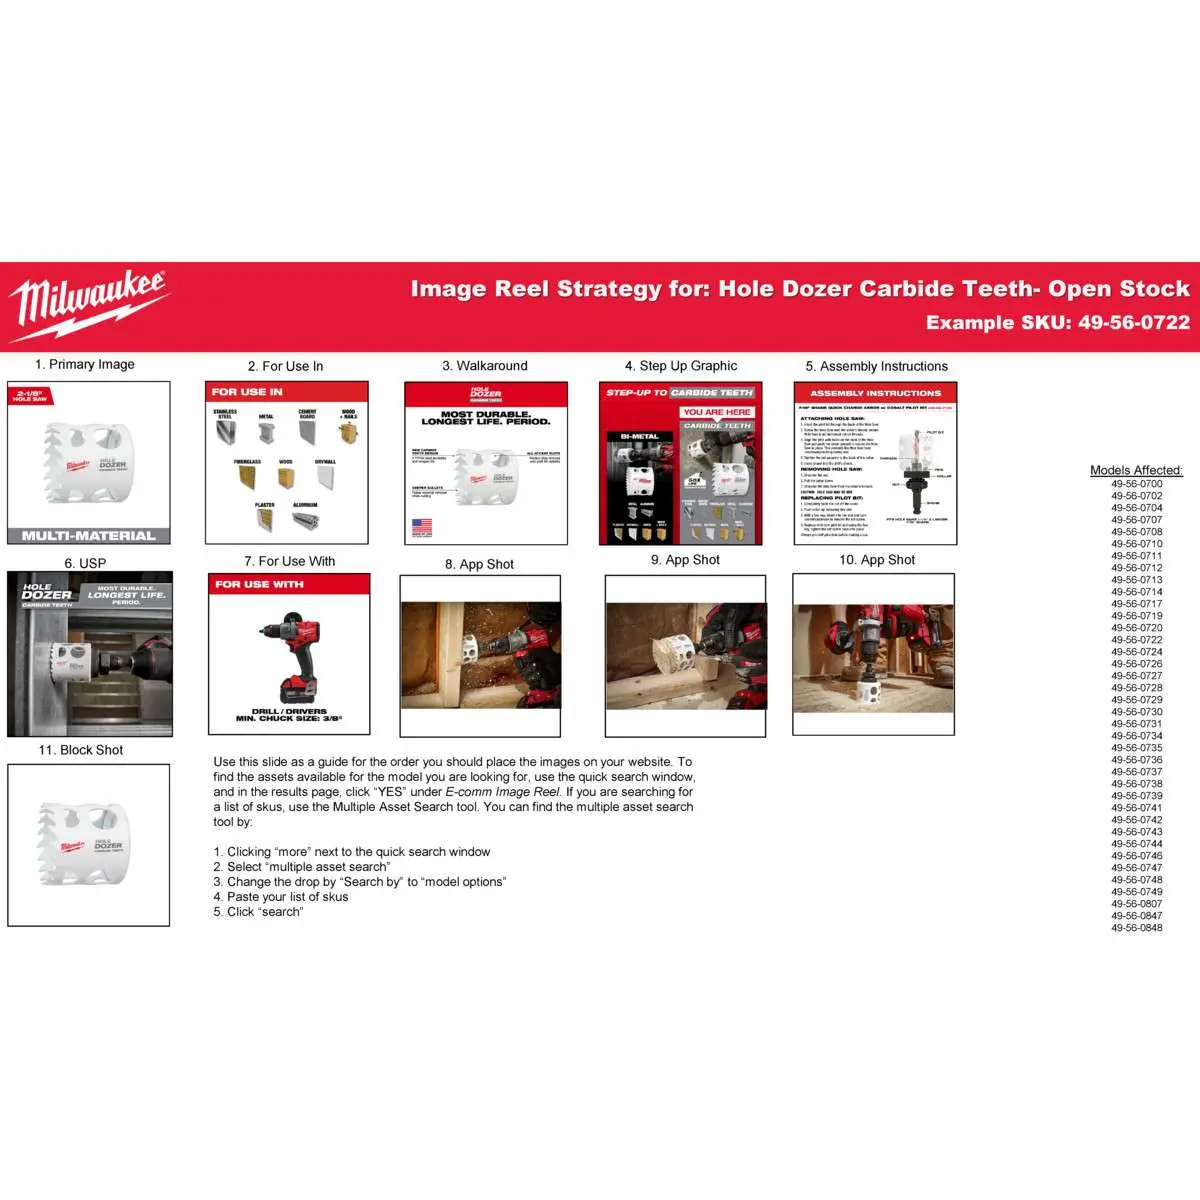 Milwaukee
Image Reel Strategy for: Hole Dozer Carbide Teeth- Open Stock
Example SKU: 49-56-0722
1. Primary Image
2-1/8"
HOLE SAW
Milwaukee
HOLE
DOZER
MULTI-MATERIAL
2. For Use In
FOR USE IN
STAINLESS
STEEL
METAL
CEMENT
BOARD
WOOD
+ NAILS
FIBERGLASS
WOOD
DRYWALL
PLASTER
ALUMINUM
3. Walkaround
HOLE
DOZER
CARBIDE TEETH
MOST DURABLE.
LONGEST LIFE. PERIOD.
4. Step Up Graphic
STEP-UP TO CARBIDE TEETH
YOU ARE HERE
CARBIDE TEETH
BI-METAL
5. Assembly Instructions
ASSEMBLY INSTRUCTIONS
ATTACHING HOLE SAW:
REMOVING HOLE SAW:
REPLACING PILOT BIT:
PILOT BIT
6. USP
HOLE
DOZER
CARBIDE TEETH
MOST DURABLE.
LONGEST LIFE.
PERIOD.
7. For Use With
FOR USE WITH
DRILL / DRIVERS
MIN. CHUCK SIZE: 3/8"
8. App Shot
9. App Shot
10. App Shot
11. Block Shot
Milwaukee
HOLE
DOZER
Use this slide as a guide for the order you should place the images on your website. To
find the assets available for the model you are looking for, use the quick search window,
and in the results page, click “YES” under E-comm Image Reel. If you are searching for
a list of skus, use the Multiple Asset Search tool. You can find the multiple asset search
tool by:
1. Clicking “more” next to the quick search window
2. Select “multiple asset search”
3. Change the drop by “Search by” to “model options”
4. Paste your list of skus
5. Click “search”
Models Affected:
49-56-0700
49-56-0702
49-56-0704
49-56-0707
49-56-0708
49-56-0710
49-56-0711
49-56-0712
49-56-0713
49-56-0714
49-56-0717
49-56-0719
49-56-0720
49-56-0722
49-56-0724
49-56-0726
49-56-0727
49-56-0728
49-56-0729
49-56-0730
49-56-0731
49-56-0734
49-56-0735
49-56-0736
49-56-0737
49-56-0738
49-56-0739
49-56-0741
49-56-0742
49-56-0743
49-56-0744
49-56-0746
49-56-0747
49-56-0748
49-56-0749
49-56-0807
49-56-0847
49-56-0848